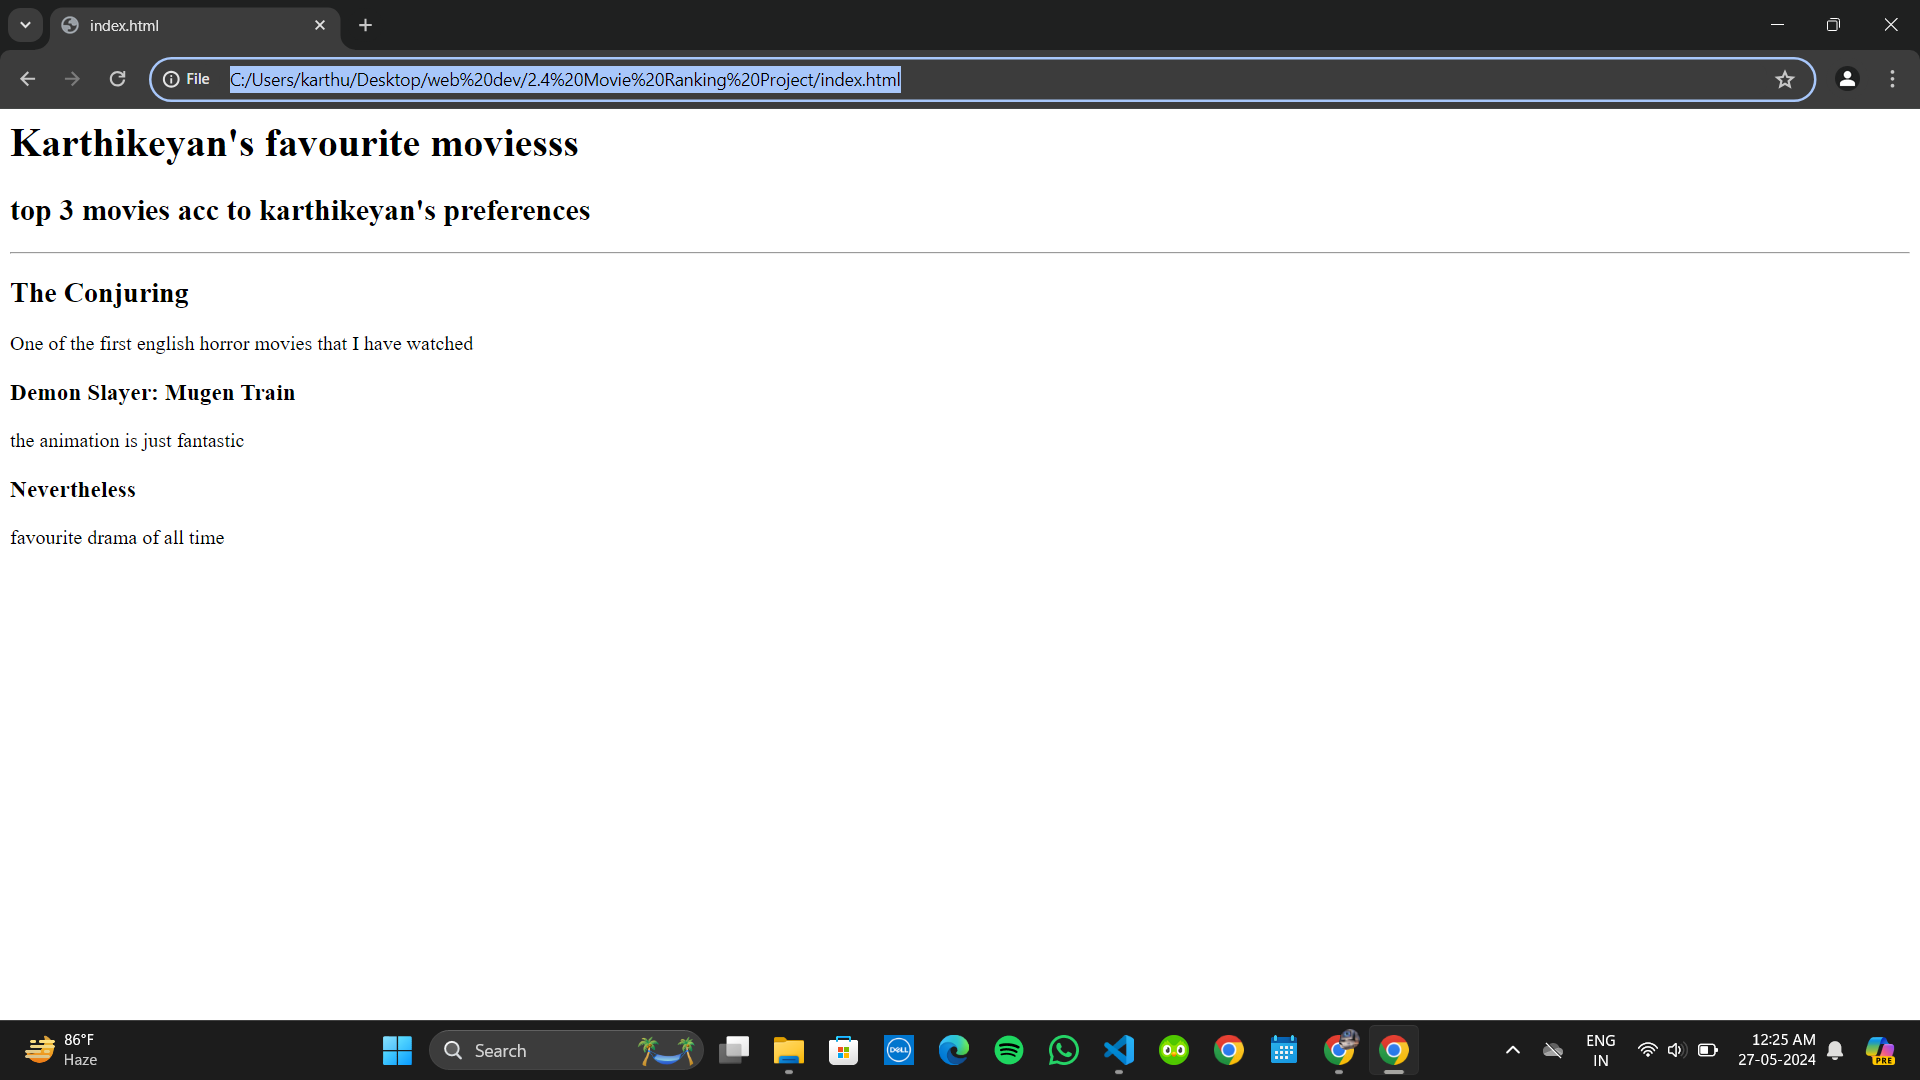 index.html
File
C:/Users/karthu/Desktop/web%20dev/2.4%20Movie%20Ranking%20Project/index.html
Karthikeyan's favourite moviesss
top 3 movies acc to karthikeyan's preferences
The Conjuring
One of the first english horror movies that I have watched
Demon Slayer: Mugen Train
the animation is just fantastic
Nevertheless
favourite drama of all time
86°F
Haze
Search
DELL
ENG
IN
12:25 AM
27-05-2024
PRE